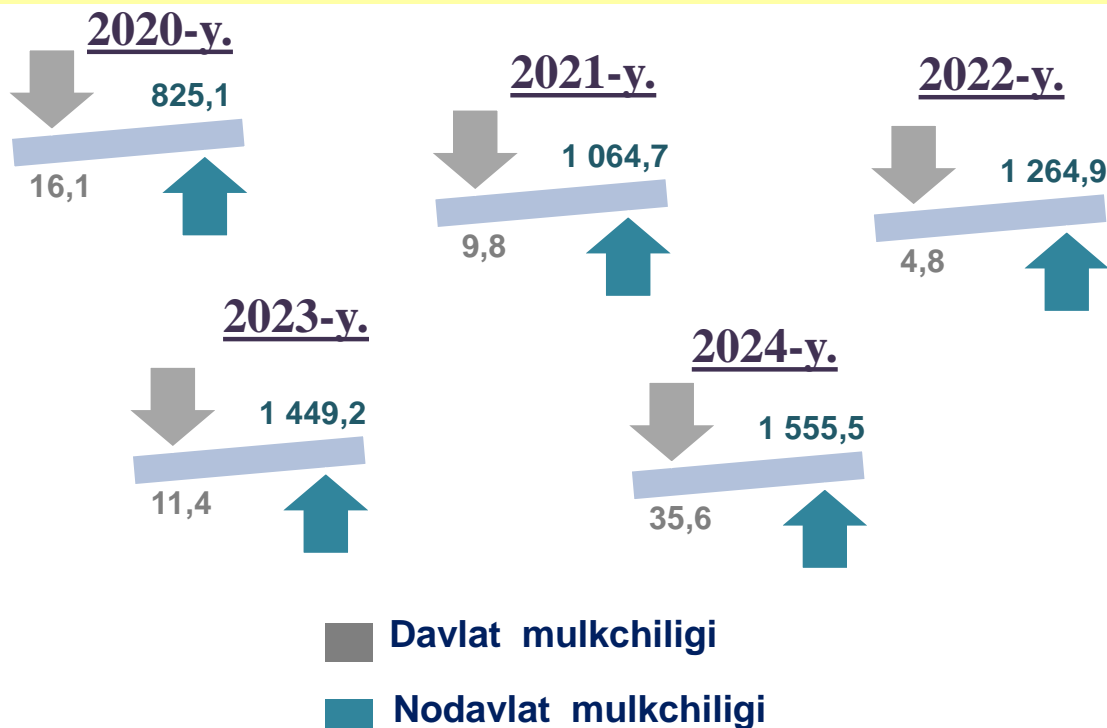 2020-y.
825,1
16,1
2021-y.
1 064,7
9,8
2022-y.
1 264,9
4,8
2023-y.
1 449,2
11,4
2024-y.
1 555,5
35,6
Davlat mulkchiligi
Nodavlat mulkchiligi